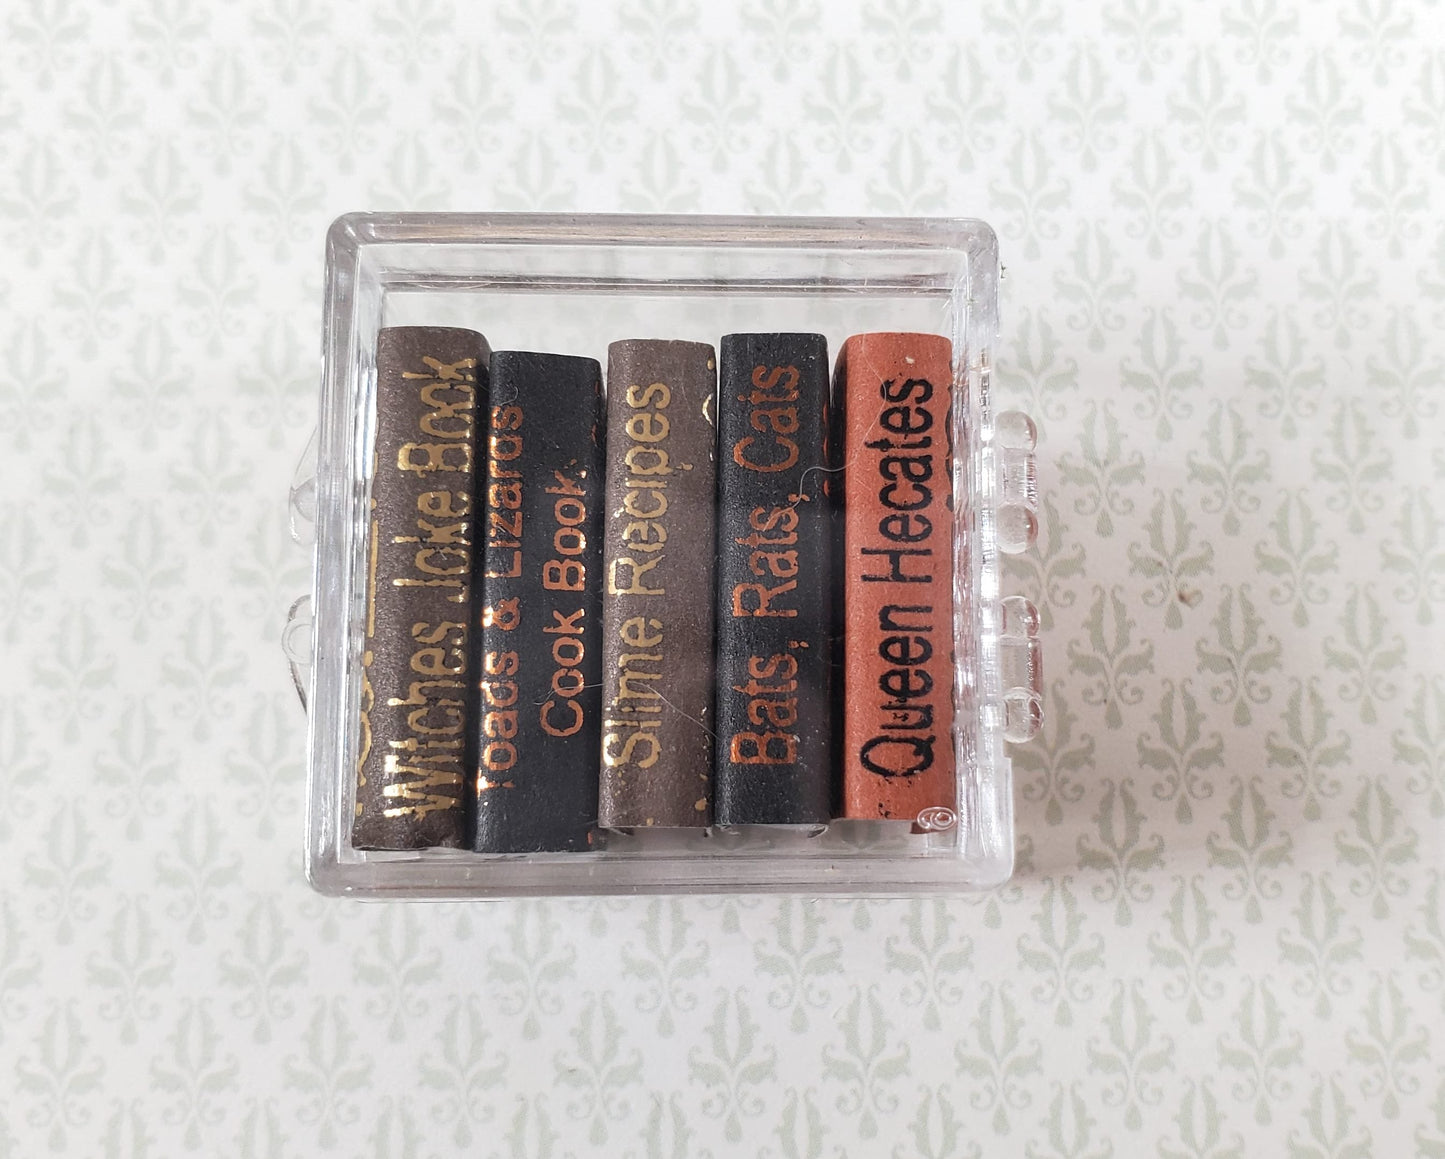 Witches Joke Book
Toads & Lizards
Cook Book
Slime Recipes
Bats, Rats, Cats
Queen Hecates